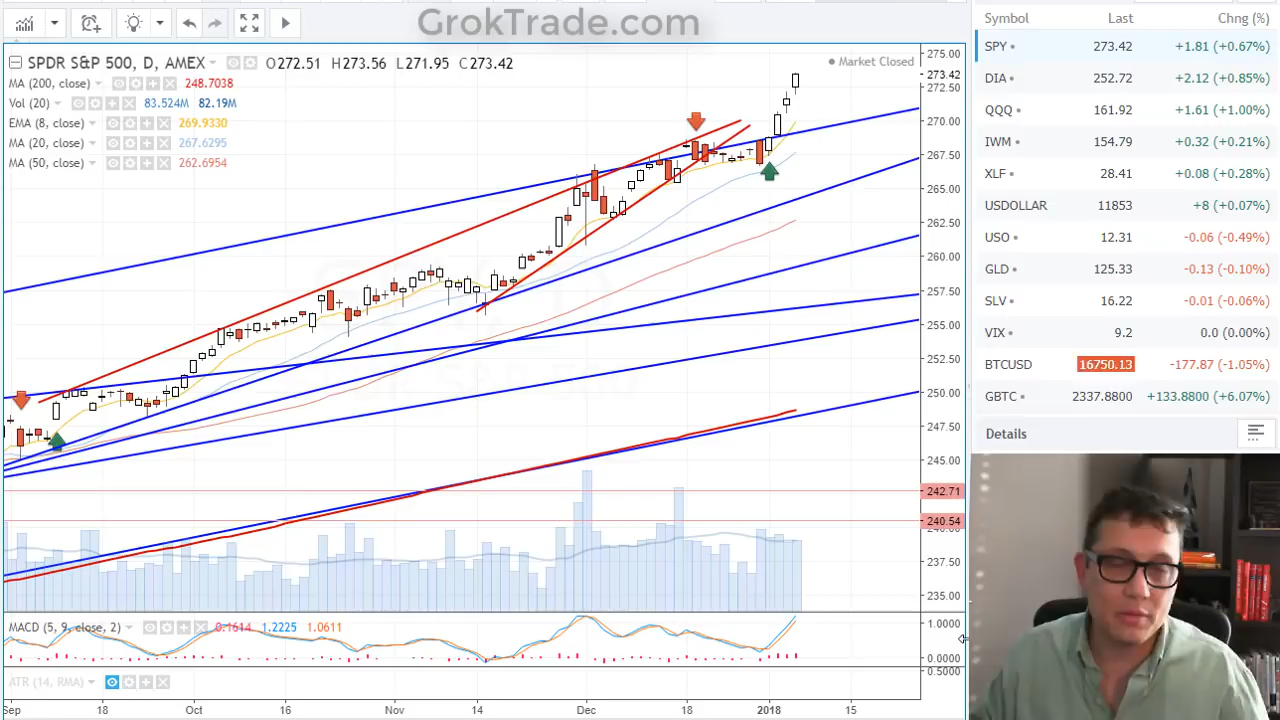 GrokTrade.com
SPDR S&P 500, D, AMEX O272.51 H273.56 L271.95 C273.42
Market Closed
MA (200, close) 248.7038
Vol (20) 83.524M 82.19M
EMA (8, close) 269.9330
MA (20, close) 267.6295
MA (50, close) 262.6954
275.00
273.42
272.50
270.00
267.50
265.00
262.50
260.00
257.50
255.00
252.50
250.00
247.50
245.00
242.71
240.54
240.00
237.50
235.00
MACD (5, 9, close, 2) 0.1614 1.2225 1.0611
1.0000
0.0000
0.5000
ATR (14, RMA)
Sep 18 Oct 16 Nov 14 Dec 18 2018 15
Symbol Last Chng (%)
SPY 273.42 +1.81 (+0.67%)
DIA 252.72 +2.12 (+0.85%)
QQQ 161.92 +1.61 (+1.00%)
IWM 154.79 +0.32 (+0.21%)
XLF 28.41 +0.08 (+0.28%)
USDOLLAR 11853 +8 (+0.07%)
USO 12.31 -0.06 (-0.49%)
GLD 125.33 -0.13 (-0.10%)
SLV 16.22 -0.01 (-0.06%)
VIX 9.2 0.0 (0.00%)
BTCUSD 16750.13 -177.87 (-1.05%)
GBTC 2337.8800 +133.8800 (+6.07%)
Details